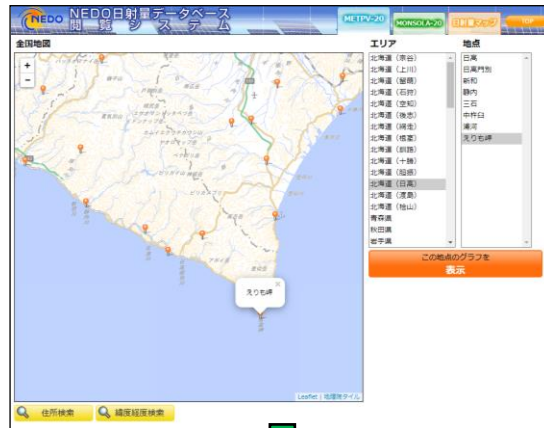 NEDO
NEDO日射量データベース
閲覧システム
METPV-20
MONSOLA-20
日射量マップ
TOP
全国地図
エリア
地点
+
-
北海道（宗谷）
北海道（上川）
北海道（留萌）
北海道（石狩）
北海道（空知）
北海道（後志）
北海道（網走）
北海道（根室）
北海道（釧路）
北海道（十勝）
北海道（胆振）
北海道（日高）
北海道（渡島）
北海道（檜山）
青森県
秋田県
岩手県
日高
日高門別
新和
静内
三石
中杵臼
浦河
えりも岬
この地点のグラフを
表示
えりも岬
Leaflet | 地理院タイル
住所検索
緯度経度検索